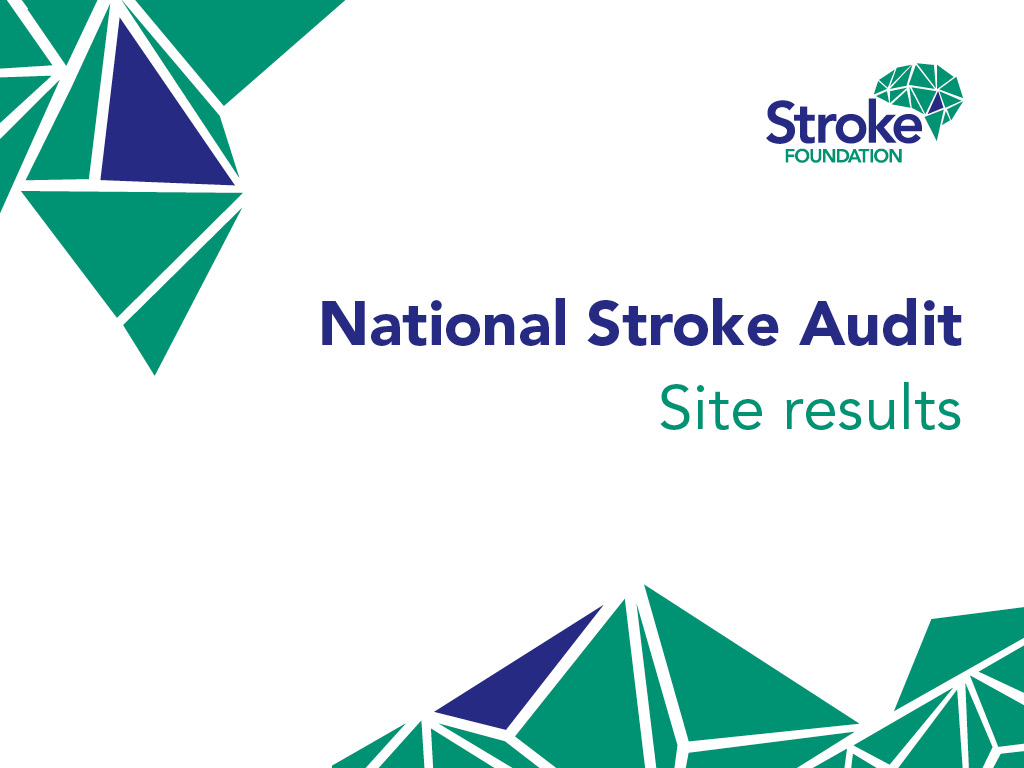 Stroke
FOUNDATION
National Stroke Audit
Site results